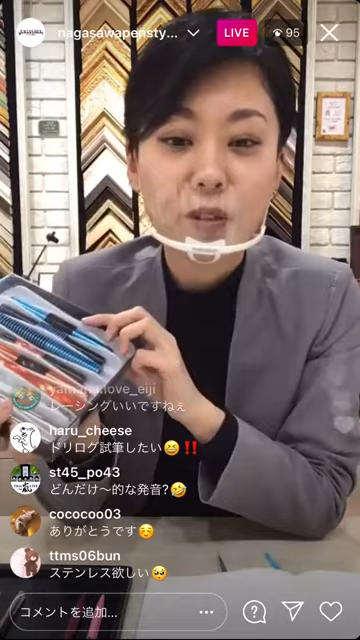 nagasawapensty...
LIVE
95
yamapi.love_eiji
レーシングいいですねぇ
haru_cheese
ドリログ試筆したい😆‼️
st45_po43
どんだけ〜的な発音?🤣
cococoo03
ありがとうです☺️
ttms06bun
ステンレス欲しい🥺
コメントを追加...